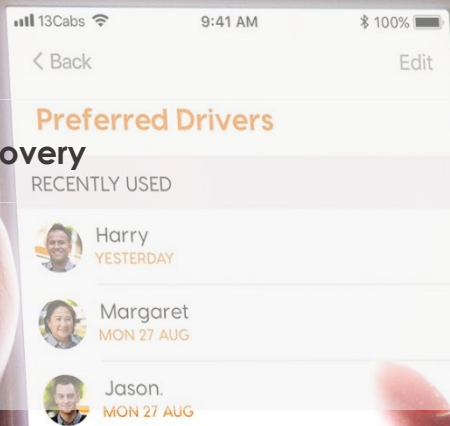 13Cabs 9:41 AM 100%
< Back Edit
Preferred Drivers
overy
RECENTLY USED
Harry
YESTERDAY
Margaret
MON 27 AUG
Jason.
MON 27 AUG